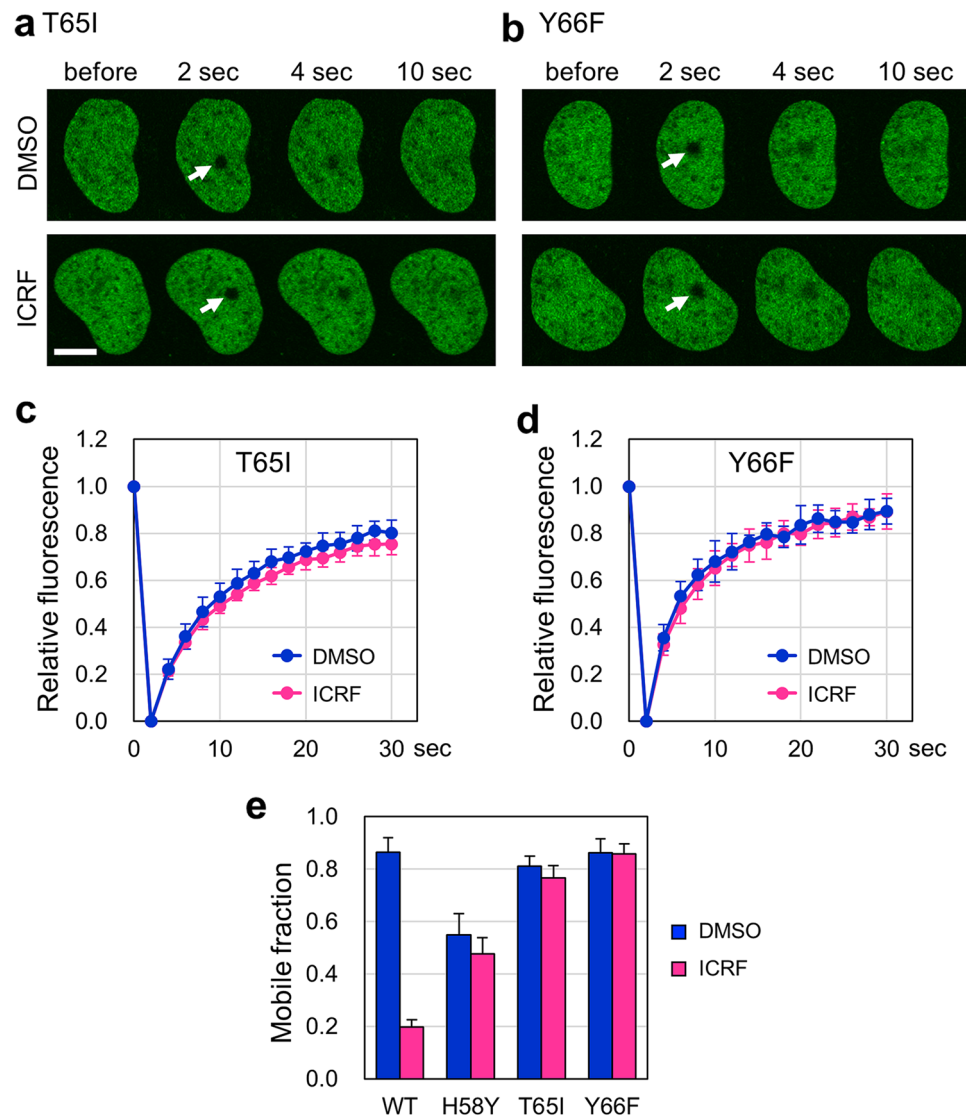 a T65I
before 2 sec 4 sec 10 sec
DMSO
ICRF
b Y66F
before 2 sec 4 sec 10 sec
c
Relative fluorescence
1.2
1.0
0.8
0.6
0.4
0.2
0.0
T65I
DMSO
ICRF
0 10 20 30 sec
d
Relative fluorescence
1.2
1.0
0.8
0.6
0.4
0.2
0.0
Y66F
DMSO
ICRF
0 10 20 30 sec
e
Mobile fraction
1.0
0.8
0.6
0.4
0.2
0.0
WT H58Y T65I Y66F
DMSO
ICRF